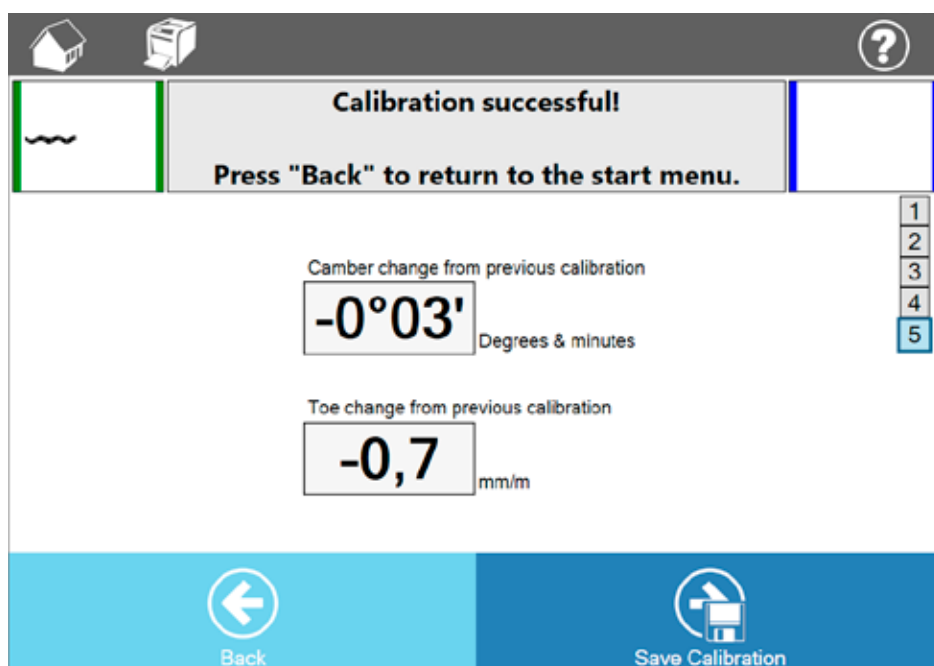 ?
Calibration successful!
Press "Back" to return to the start menu.
1
2
3
4
5
Camber change from previous calibration
-0°03'
Degrees & minutes
Toe change from previous calibration
-0,7
mm/m
Back
Save Calibration